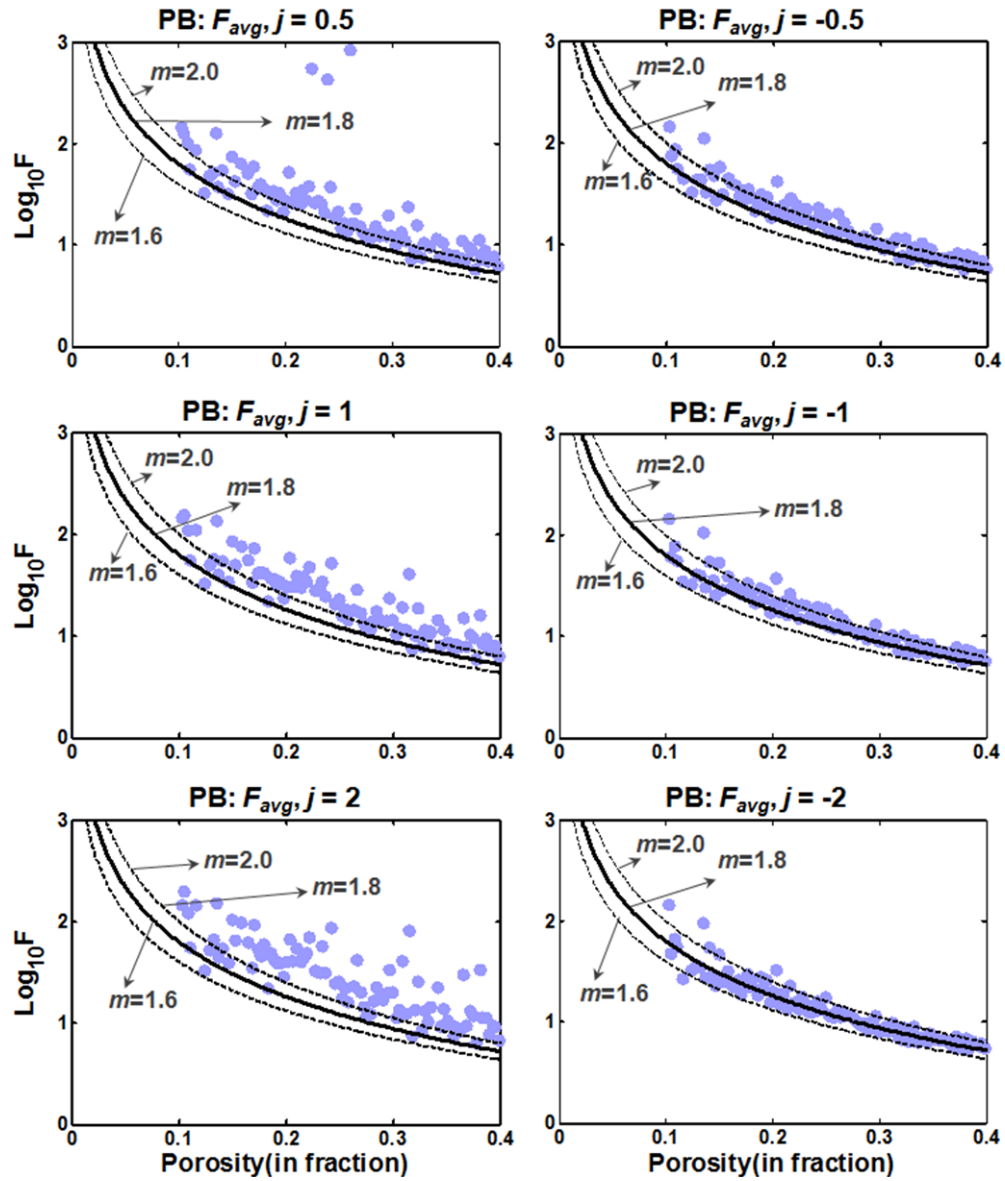 PB: Favg, j = 0.5
3
2
1
0
Log10F
m=2.0
m=1.8
m=1.6
0 0.1 0.2 0.3 0.4
PB: Favg, j = -0.5
3
2
1
0
m=2.0
m=1.8
m=1.6
0 0.1 0.2 0.3 0.4
PB: Favg, j = 1
3
2
1
0
Log10F
m=2.0
m=1.8
m=1.6
0 0.1 0.2 0.3 0.4
PB: Favg, j = -1
3
2
1
0
m=2.0
m=1.8
m=1.6
0 0.1 0.2 0.3 0.4
PB: Favg, j = 2
3
2
1
0
Log10F
m=2.0
m=1.8
m=1.6
0 0.1 0.2 0.3 0.4
Porosity(in fraction)
PB: Favg, j = -2
3
2
1
0
m=2.0
m=1.8
m=1.6
0 0.1 0.2 0.3 0.4
Porosity(in fraction)